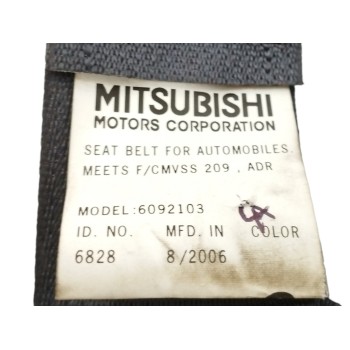 MITSUBISHI
MOTORS CORPORATION
SEAT BELT FOR AUTOMOBILES
MEETS F/CMVSS 209 , ADR
MODEL:6092103
ID. NO. MFD. IN COLOR
6828 8/2006